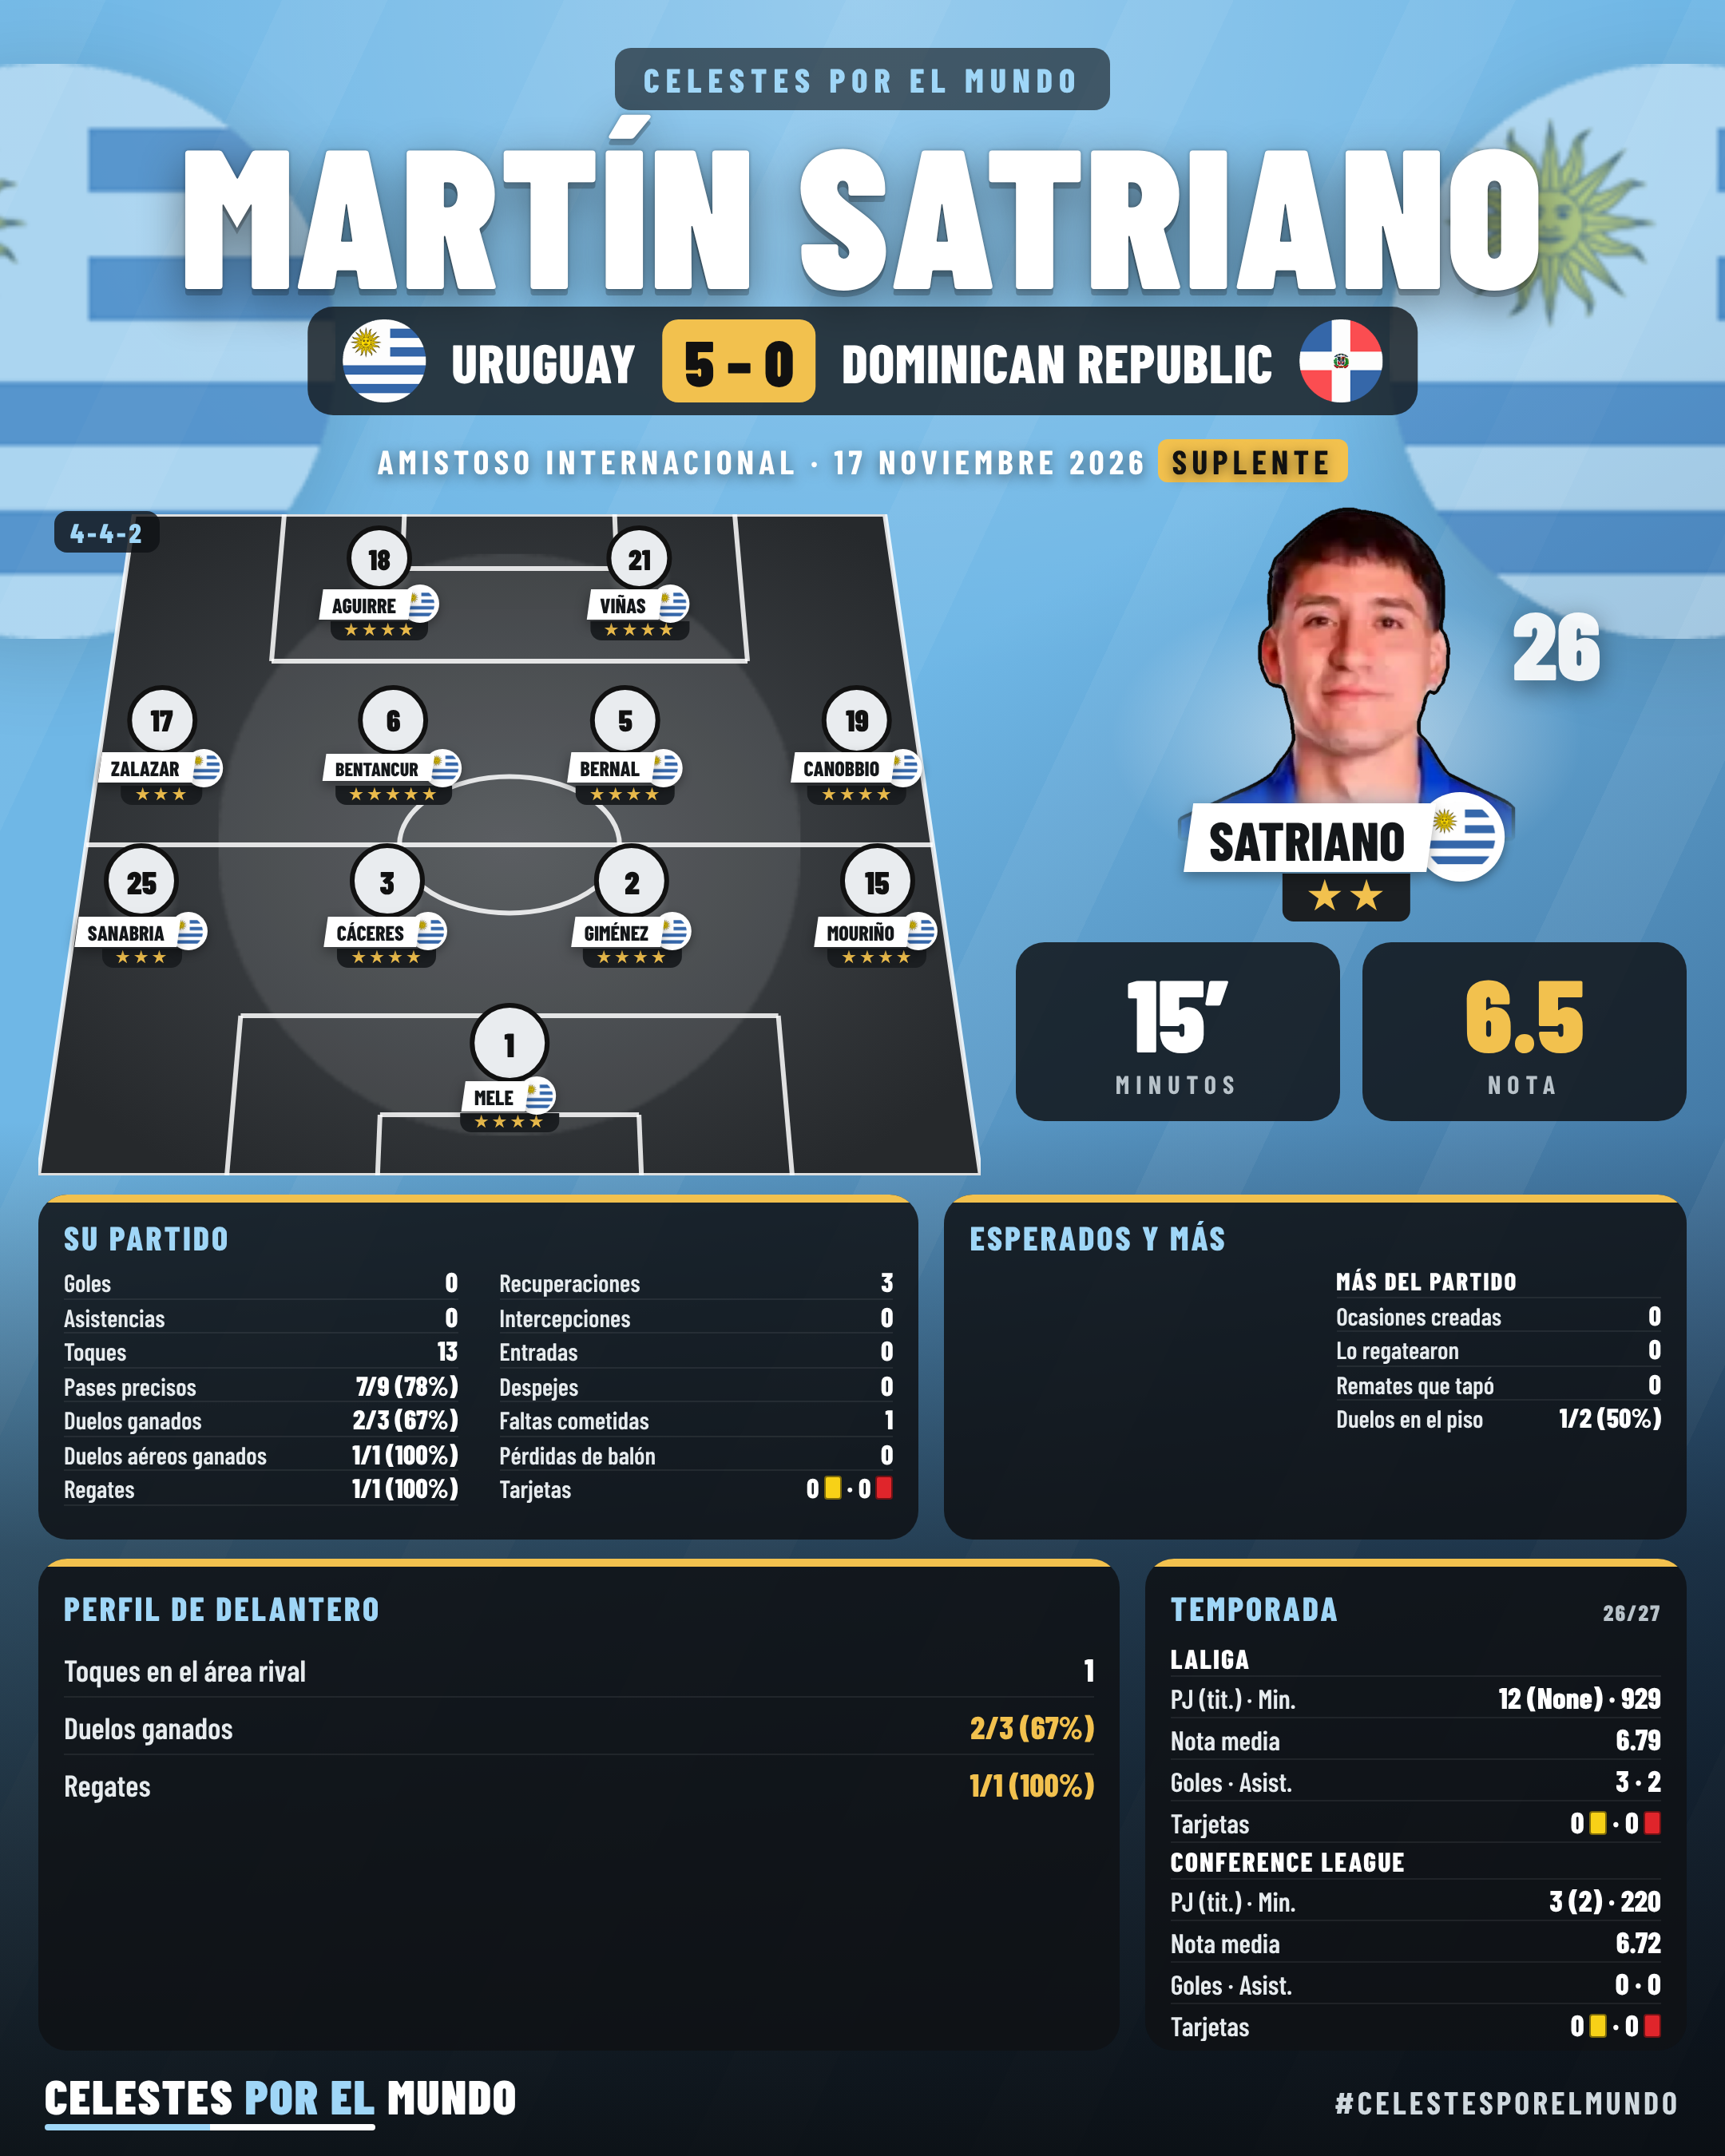 CELESTES POR EL MUNDO
MARTÍN SATRIANO
URUGUAY 5 - 0 DOMINICAN REPUBLIC
AMISTOSO INTERNACIONAL · 17 NOVIEMBRE 2026 SUPLENTE
4-4-2
18 21
AGUIRRE VIÑAS
★★★★ ★★★★
17 6 5 19
ZALAZAR BENTANCUR BERNAL CANOBBIO
★★★ ★★★★★ ★★★★ ★★★★
25 3 2 15
SANABRIA CÁCERES GIMÉNEZ MOURIÑO
★★★ ★★★★ ★★★★ ★★★★
1
MELE
★★★★
26
SATRIANO
★★
15’ 6.5
MINUTOS NOTA
SU PARTIDO
Goles 0
Asistencias 0
Toques 13
Pases precisos 7/9 (78%)
Duelos ganados 2/3 (67%)
Duelos aéreos ganados 1/1 (100%)
Regates 1/1 (100%)
Recuperaciones 3
Intercepciones 0
Entradas 0
Despejes 0
Faltas cometidas 1
Pérdidas de balón 0
Tarjetas 0 · 0
ESPERADOS Y MÁS
MÁS DEL PARTIDO
Ocasiones creadas 0
Lo regatearon 0
Remates que tapó 0
Duelos en el piso 1/2 (50%)
PERFIL DE DELANTERO
Toques en el área rival 1
Duelos ganados 2/3 (67%)
Regates 1/1 (100%)
TEMPORADA 26/27
LALIGA
PJ (tit.) · Min. 12 (None) · 929
Nota media 6.79
Goles · Asist. 3 · 2
Tarjetas 0 · 0
CONFERENCE LEAGUE
PJ (tit.) · Min. 3 (2) · 220
Nota media 6.72
Goles · Asist. 0 · 0
Tarjetas 0 · 0
CELESTES POR EL MUNDO
#CELESTESPORELMUNDO